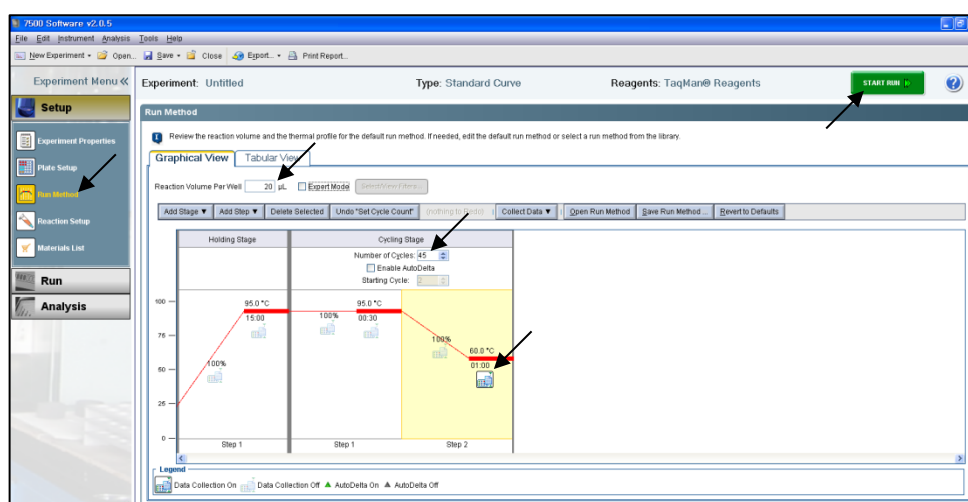 7500 Software v2.0.5
File Edit Instrument Analysis Tools Help
New Experiment Open... Save Close Export... Print Report...
Experiment Menu «
Experiment: Untitled Type: Standard Curve Reagents: TaqMan® Reagents START RUN
Setup
Run Method
Review the reaction volume and the thermal profile for the default run method. If needed, edit the default run method or select a run method from the library.
Experiment Properties
Graphical View Tabular View
Plate Setup
Reaction Volume Per Well 20 µL Expert Mode
Run Method
Add Stage ▼ Add Step ▼ Delete Selected Undo "Set Cycle Count" (nothing to Redo) Collect Data ▼ Open Run Method Save Run Method ... Revert to Defaults
Reaction Setup
Materials List
Holding Stage Cycling Stage
Number of Cycles: 45
Enable AutoDelta
Starting Cycle:
Run
Analysis
100 95.0 °C 95.0 °C
15:00 100% 00:30
75 100%
60.0 °C
50 100% 01:00
25
0
Step 1 Step 1 Step 2
Legend
Data Collection On Data Collection Off ▲ AutoDelta On ▲ AutoDelta Off